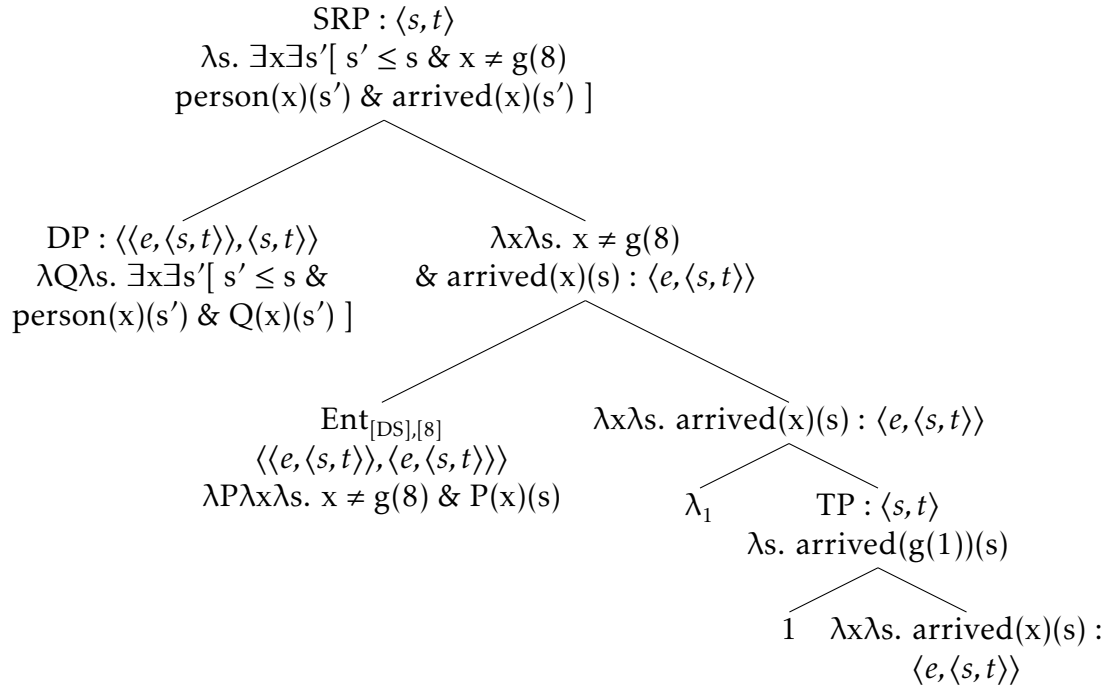 SRP : ⟨s, t⟩
λs. ∃x∃s′[ s′ ≤ s & x ≠ g(8)
person(x)(s′) & arrived(x)(s′) ]
DP : ⟨⟨e, ⟨s, t⟩⟩, ⟨s, t⟩⟩
λQλs. ∃x∃s′[ s′ ≤ s &
person(x)(s′) & Q(x)(s′) ]
λxλs. x ≠ g(8)
& arrived(x)(s) : ⟨e, ⟨s, t⟩⟩
Ent[DS],[8]
⟨⟨e, ⟨s, t⟩⟩, ⟨e, ⟨s, t⟩⟩⟩
λPλxλs. x ≠ g(8) & P(x)(s)
λxλs. arrived(x)(s) : ⟨e, ⟨s, t⟩⟩
λ1
TP : ⟨s, t⟩
λs. arrived(g(1))(s)
1
λxλs. arrived(x)(s) :
⟨e, ⟨s, t⟩⟩